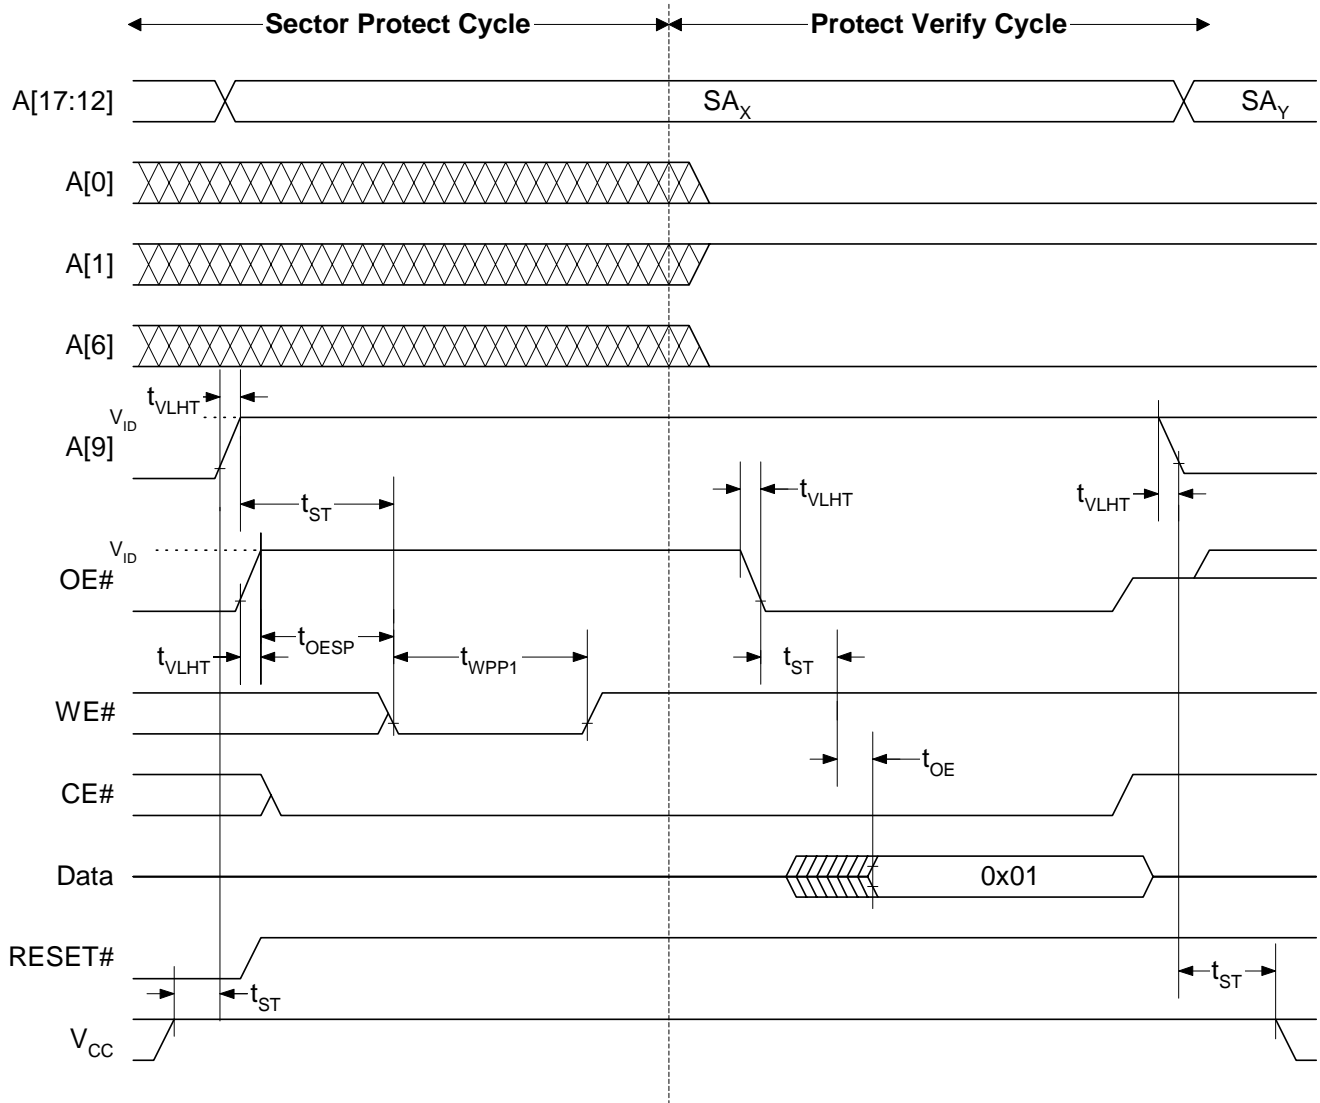 Sector Protect Cycle Protect Verify Cycle
A[17:12] SAX SAY
A[0]
A[1]
A[6]
tVLHT
VID
A[9]
tST tVLHT tVLHT
VID
OE#
tVLHT tOESP tWPP1 tST
WE#
tOE
CE#
Data 0x01
RESET#
tST tST
VCC